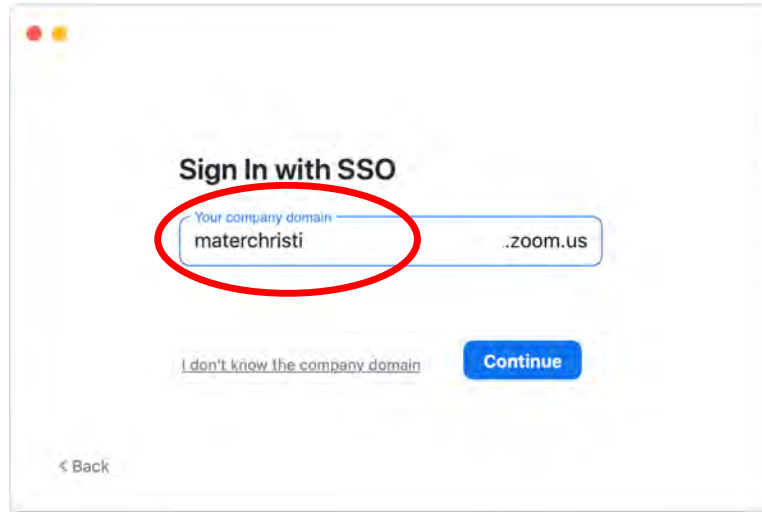 Sign In with SSO
Your company domain
materchristi .zoom.us
I don't know the company domain Continue
< Back